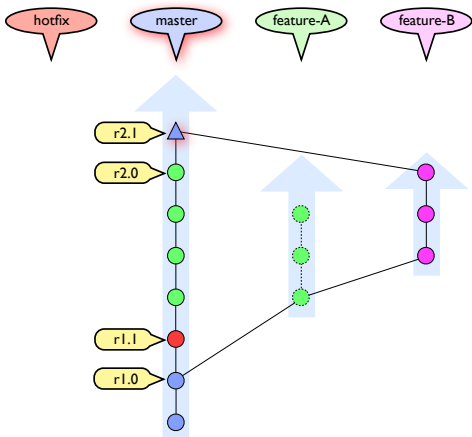 hotfix
master
feature-A
feature-B
r2.1
r2.0
r1.1
r1.0